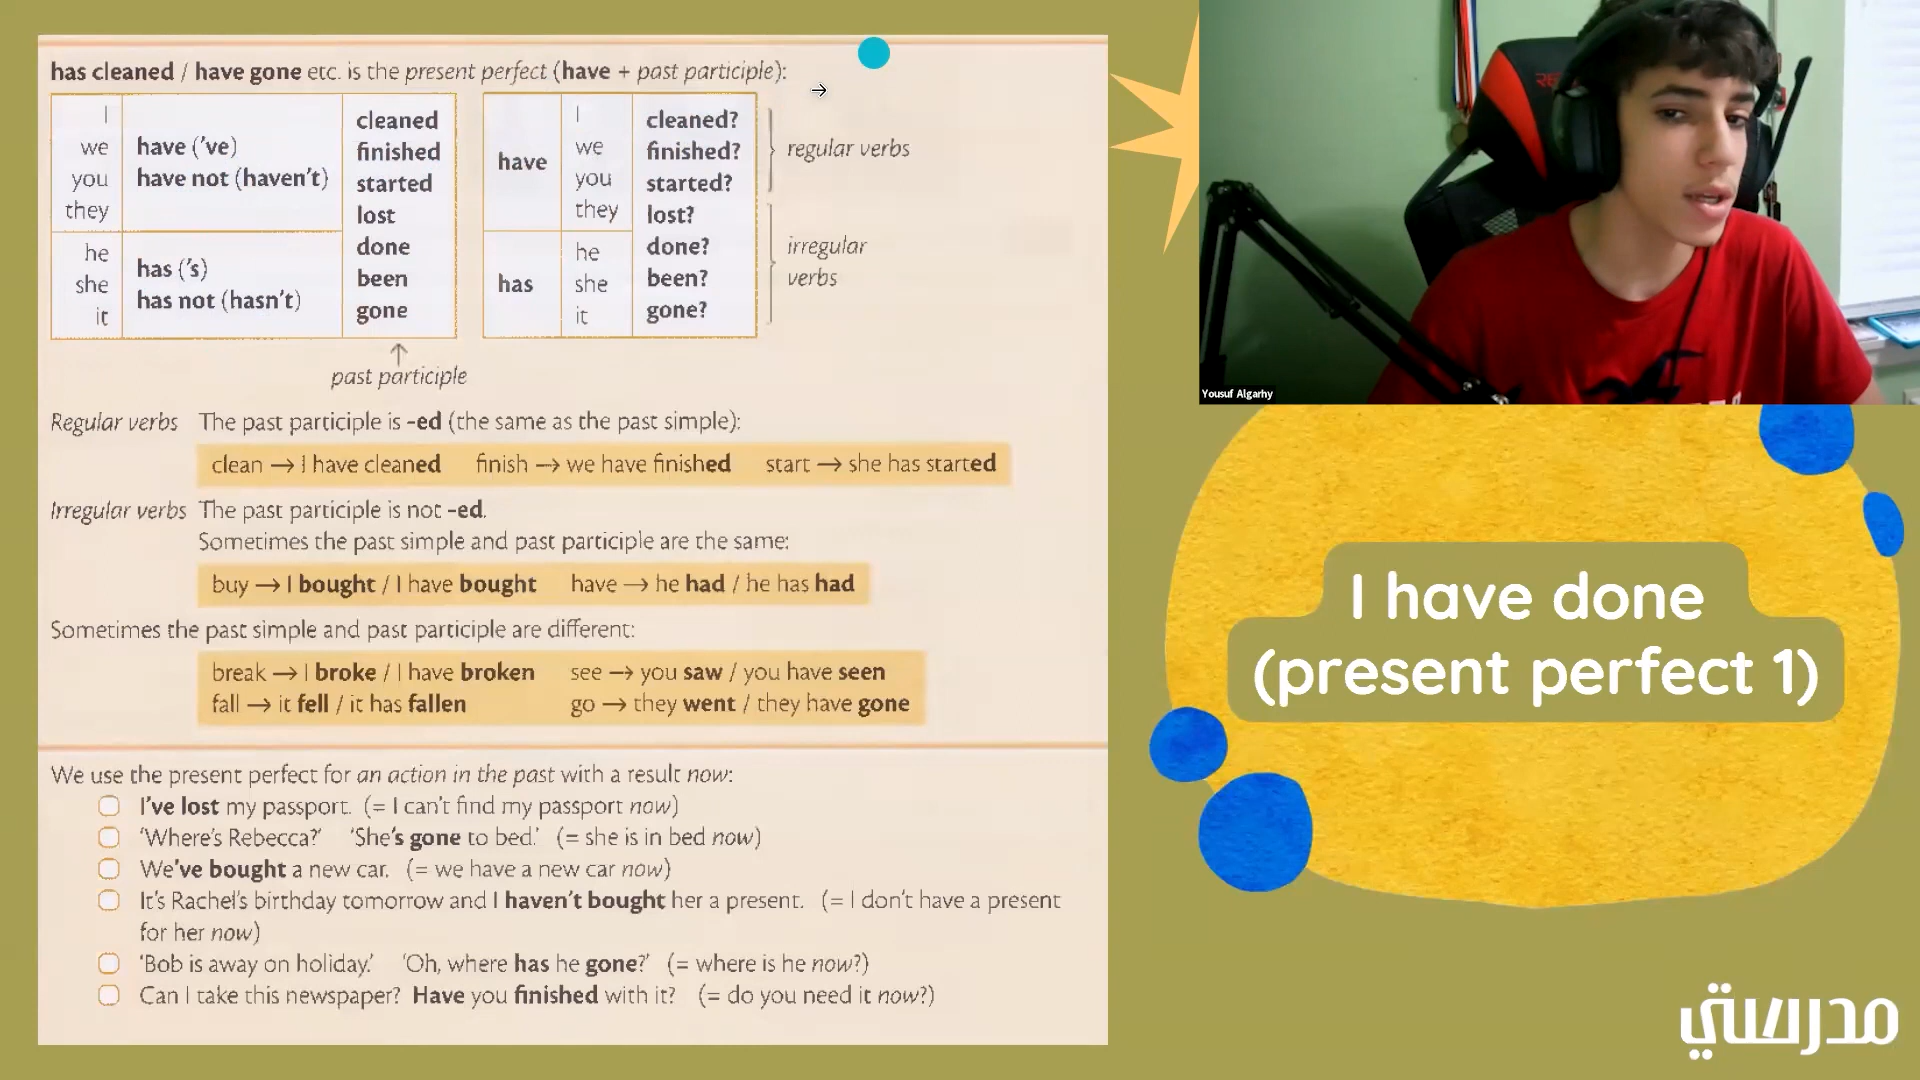 has cleaned / have gone etc. is the present perfect (have + past participle):
I
we
you
they
have ('ve)
have not (haven't)
he
she
it
has ('s)
has not (hasn't)
cleaned
finished
started
lost
done
been
gone
past participle
have
I
we
you
they
has
he
she
it
cleaned?
finished?
started?
lost?
done?
been?
gone?
regular verbs
irregular
verbs
Regular verbs The past participle is -ed (the same as the past simple):
clean → I have cleaned finish → we have finished start → she has started
Irregular verbs The past participle is not -ed.
Sometimes the past simple and past participle are the same:
buy → I bought / I have bought have → he had / he has had
Sometimes the past simple and past participle are different:
break → I broke / I have broken see → you saw / you have seen
fall → it fell / it has fallen go → they went / they have gone
We use the present perfect for an action in the past with a result now:
I've lost my passport. (= I can't find my passport now)
'Where's Rebecca?' 'She's gone to bed.' (= she is in bed now)
We've bought a new car. (= we have a new car now)
It's Rachel's birthday tomorrow and I haven't bought her a present. (= I don't have a present
for her now)
'Bob is away on holiday.' 'Oh, where has he gone?' (= where is he now?)
Can I take this newspaper? Have you finished with it? (= do you need it now?)
Yousuf Algarhy
I have done
(present perfect 1)
مدرستي